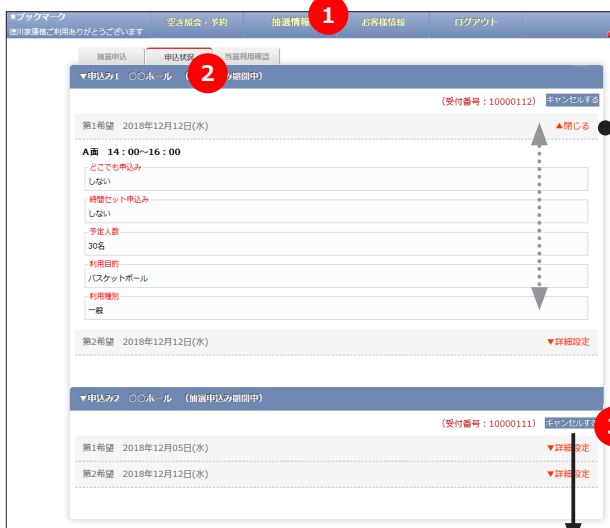 ★ブックマーク
徳川家康様ご利用ありがとうございます
空き照会・予約 抽選情報 お客様情報 ログアウト
1
抽選申込 申込状況 当選利用確認
2
▼申込み1 ○○ホール (抽選申込み期間中)
(受付番号:10000112) キャンセルする
第1希望 2018年12月12日(水) ▲閉じる
A面 14:00~16:00
どこでも申込み
しない
時間セット申込み
しない
予定人数
30名
利用目的
バスケットボール
利用種別
一般
第2希望 2018年12月12日(水) ▼詳細設定
▼申込み2 ○○ホール (抽選申込み期間中)
(受付番号:10000111) キャンセルする
3
第1希望 2018年12月05日(水) ▼詳細設定
第2希望 2018年12月12日(水) ▼詳細設定